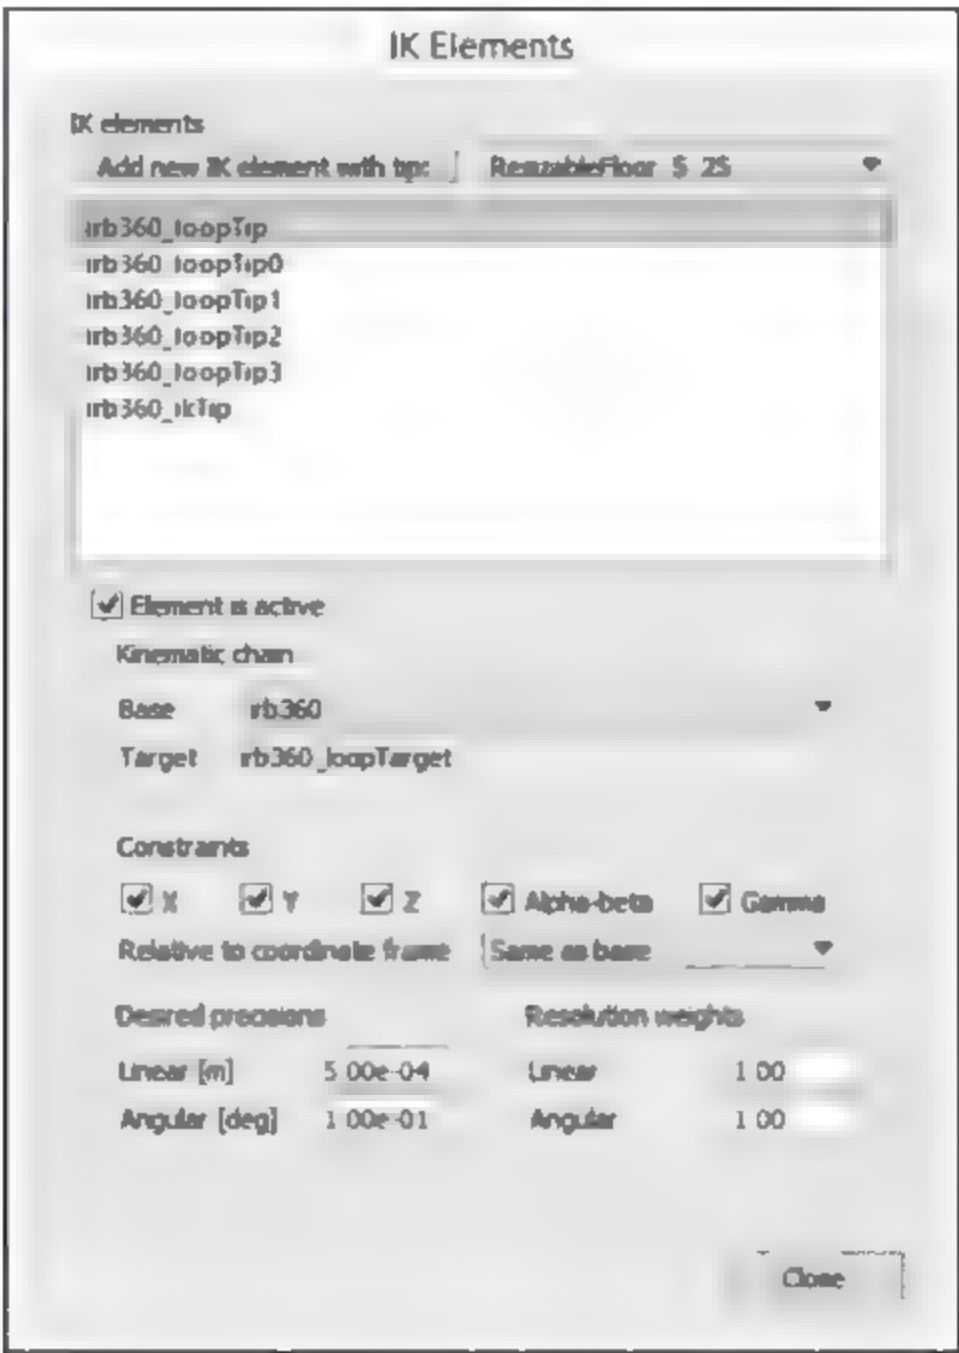 IK Elements
IK elements
Add new IK element with tip: ResizableFloor_5_25
irb360_loopTip
irb360_loopTip0
irb360_loopTip1
irb360_loopTip2
irb360_loopTip3
irb360_ikTip
Element is active
Kinematic chain
Base irb360
Target irb360_loopTarget
Constraints
X Y Z Alpha-beta Gamma
Relative to coordinate frame Same as base
Desired precisions Resolution weights
Linear [m] 5.00e-04 Linear 1.00
Angular [deg] 1.00e-01 Angular 1.00
Close